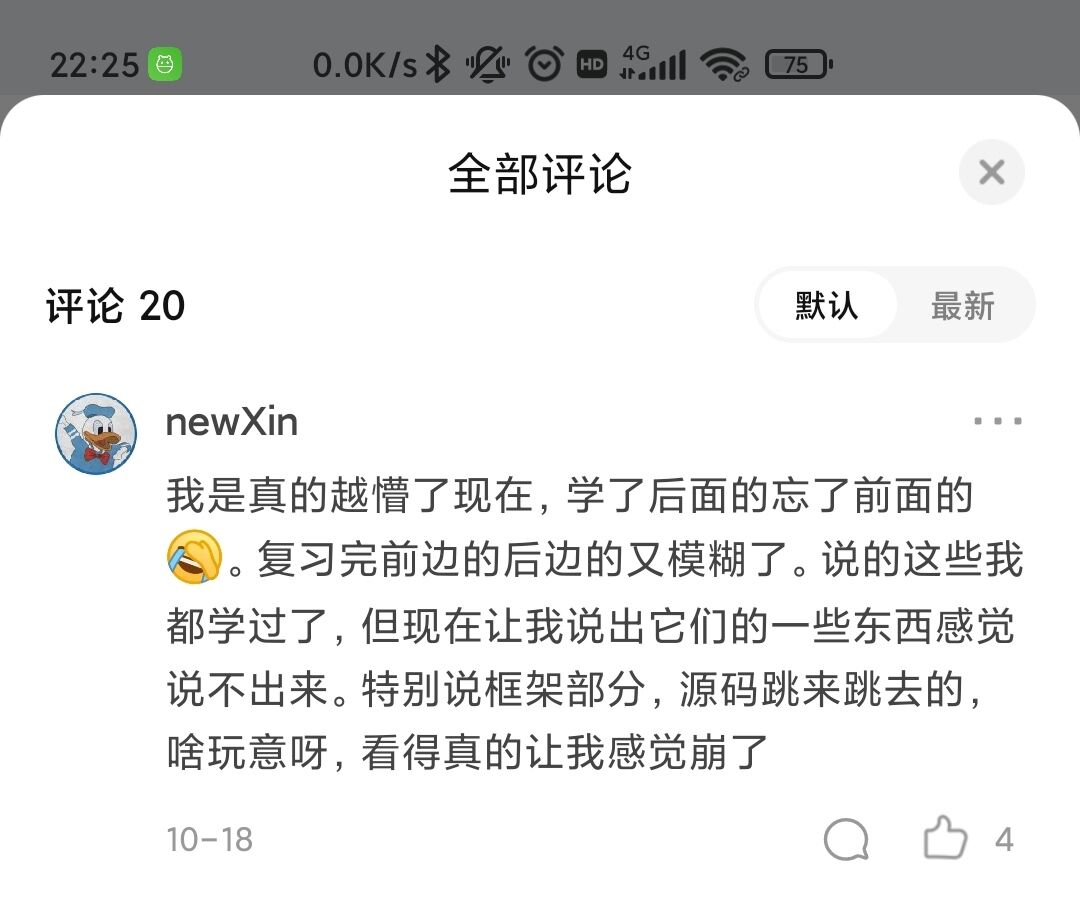 22:25 0.0K/s HD 4G 75
全部评论
评论 20 默认 最新
newXin
我是真的越懵了现在，学了后面的忘了前面的
🤣。复习完前边的后边的又模糊了。说的这些我
都学过了，但现在让我说出它们的一些东西感觉
说不出来。特别说框架部分，源码跳来跳去的，
啥玩意呀，看得真的让我感觉崩了
10-18 4